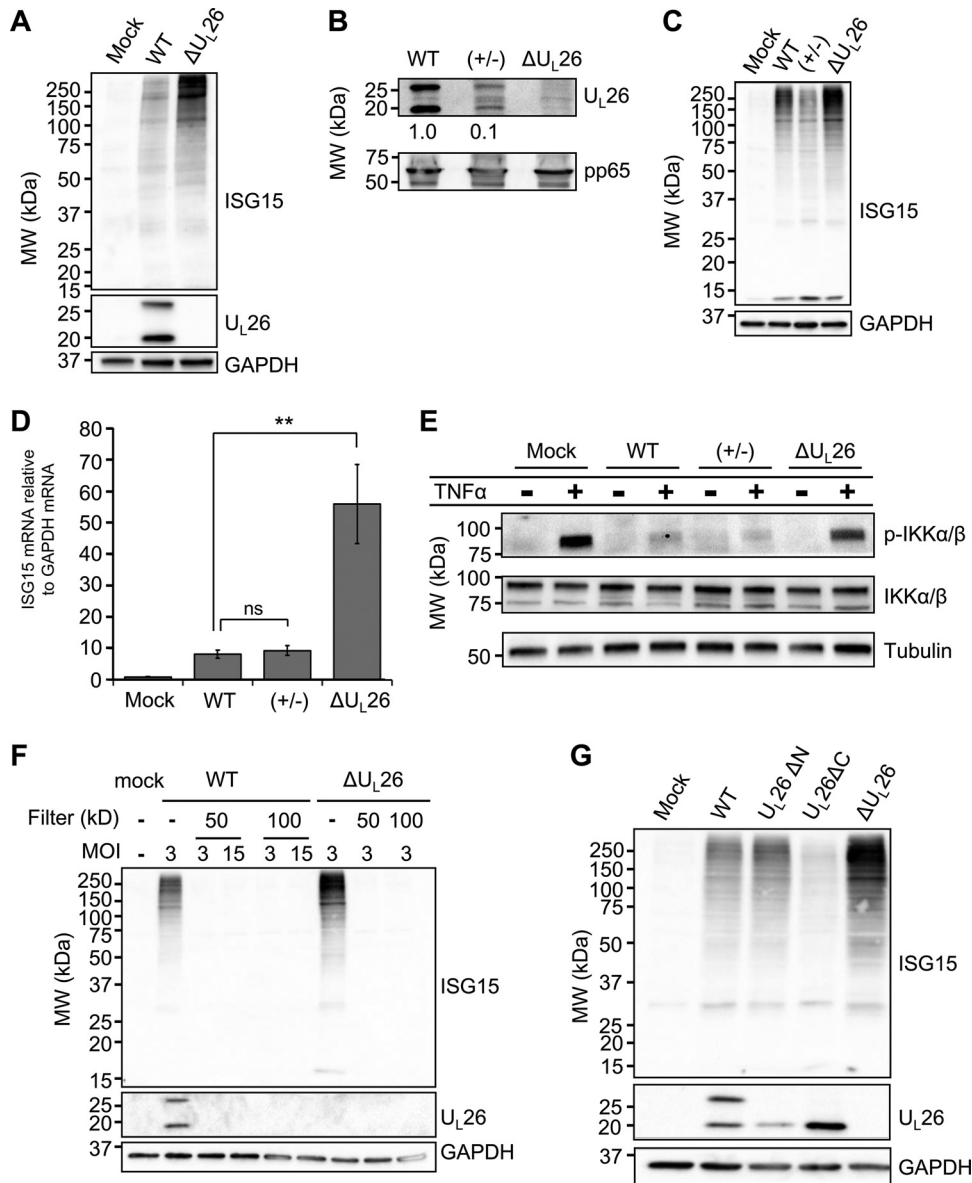 A
Mock
WT
ΔUL26
250
150
100
75
50
37
25
20
15
MW (kDa)
ISG15
25
20
UL26
37
GAPDH
B
WT (+/-) ΔUL26
MW (kDa)
25
20
UL26
1.0 0.1
75
50
pp65
C
Mock
WT
(+/-)
ΔUL26
250
150
100
75
50
37
25
20
15
MW (kDa)
ISG15
37
GAPDH
D
ISG15 mRNA relative
to GAPDH mRNA
80
70
60
50
40
30
20
10
0
**
ns
Mock WT (+/-) ΔUL26
E
Mock WT (+/-) ΔUL26
TNFα - + - + - + - +
MW (kDa)
100
75
p-IKKα/β
100
75
IKKα/β
50
Tubulin
F
mock WT ΔUL26
Filter (kD) - - 50 100 - 50 100
MOI - 3 3 15 3 15 3 3 3
250
150
100
75
50
37
25
20
15
MW (kDa)
ISG15
25
20
UL26
37
GAPDH
G
Mock
WT
UL26 ΔN
UL26ΔC
ΔUL26
250
150
100
75
50
37
25
20
15
MW (kDa)
ISG15
25
20
UL26
37
GAPDH